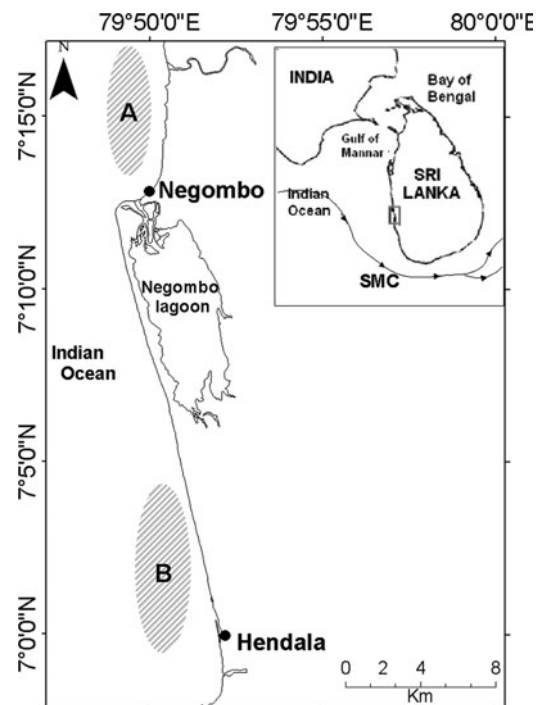 79°50'0"E 79°55'0"E 80°0'0"E
N
7°15'0"N
7°10'0"N
7°5'0"N
7°0'0"N
A
Negombo
Negombo
lagoon
Indian
Ocean
B
Hendala
INDIA
Bay of
Bengal
Gulf of
Mannar
SRI
LANKA
Indian
Ocean
SMC
0 2 4 8
Km